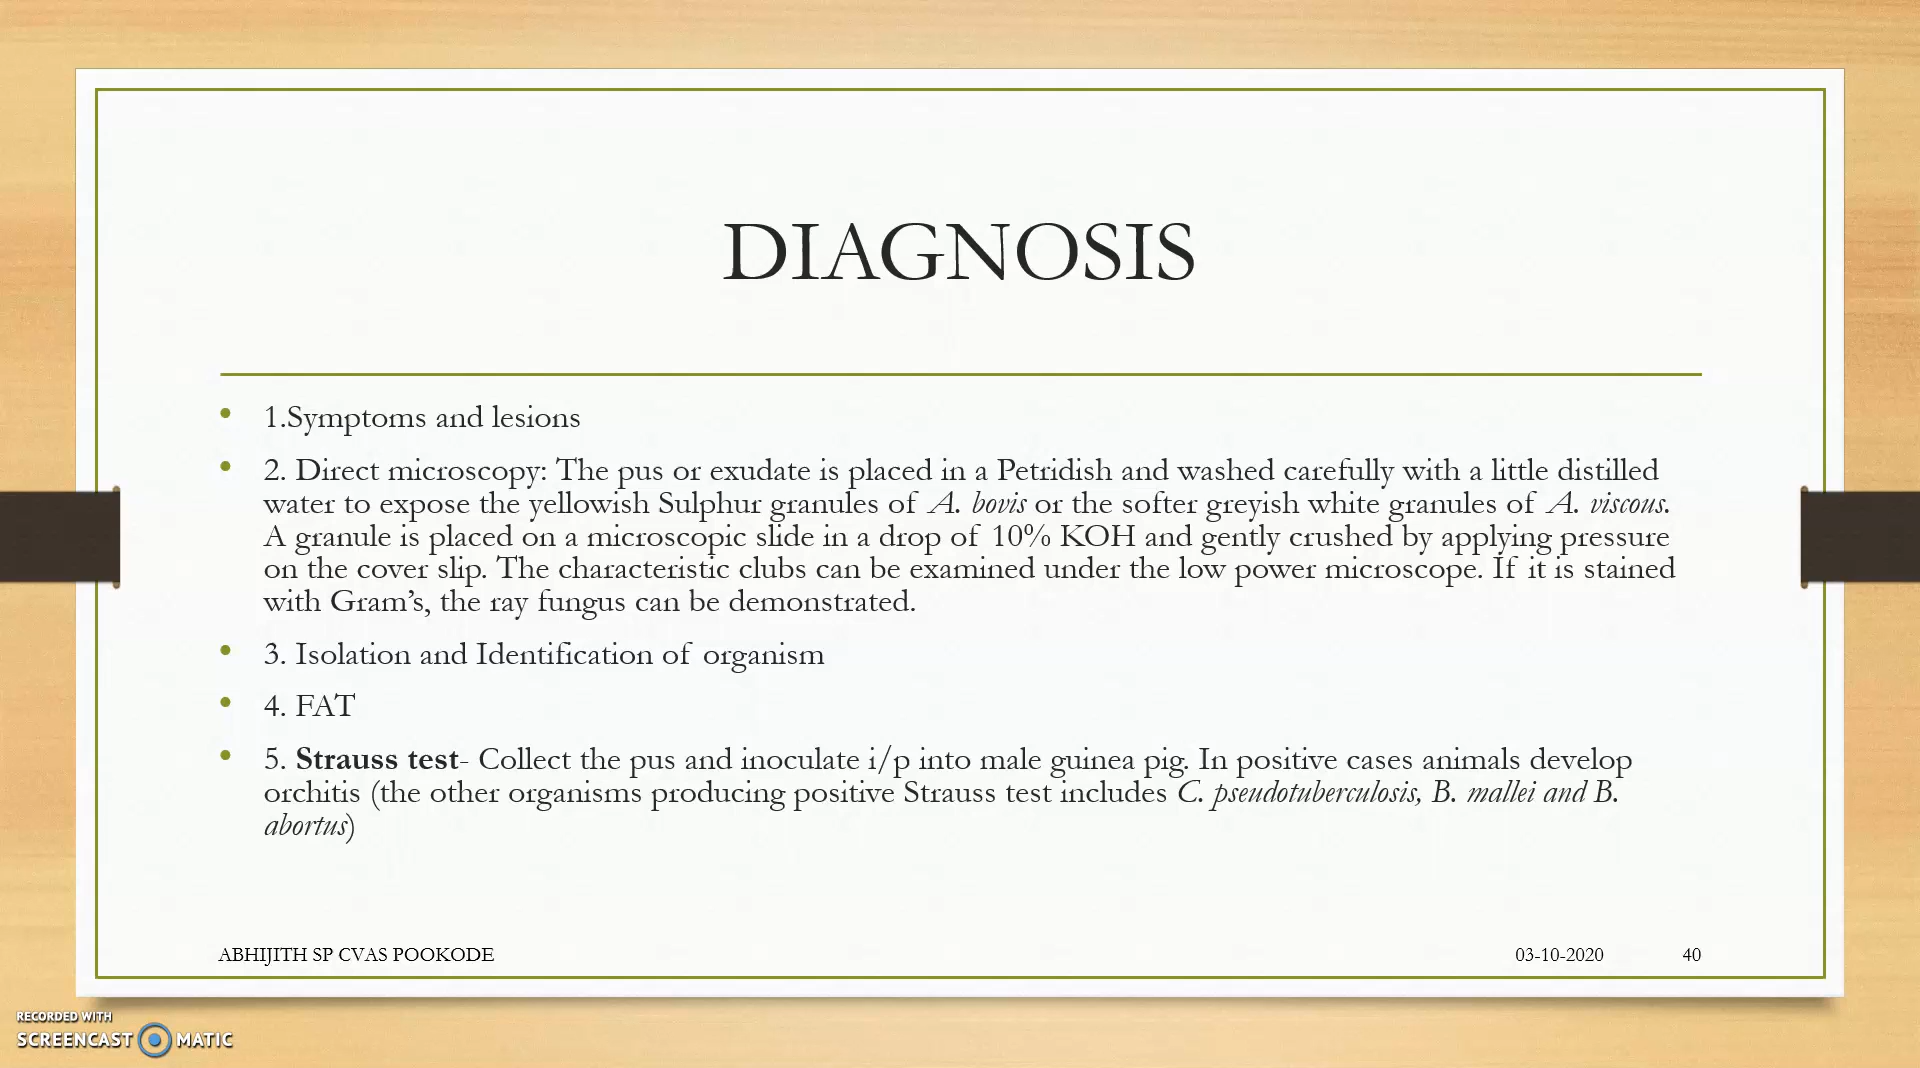 DIAGNOSIS
• 1.Symptoms and lesions
• 2. Direct microscopy: The pus or exudate is placed in a Petridish and washed carefully with a little distilled
water to expose the yellowish Sulphur granules of A. bovis or the softer greyish white granules of A. viscous.
A granule is placed on a microscopic slide in a drop of 10% KOH and gently crushed by applying pressure
on the cover slip. The characteristic clubs can be examined under the low power microscope. If it is stained
with Gram’s, the ray fungus can be demonstrated.
• 3. Isolation and Identification of organism
• 4. FAT
• 5. Strauss test- Collect the pus and inoculate i/p into male guinea pig. In positive cases animals develop
orchitis (the other organisms producing positive Strauss test includes C. pseudotuberculosis, B. mallei and B.
abortus)
ABHIJITH SP CVAS POOKODE 03-10-2020 40
RECORDED WITH
SCREENCAST MATIC